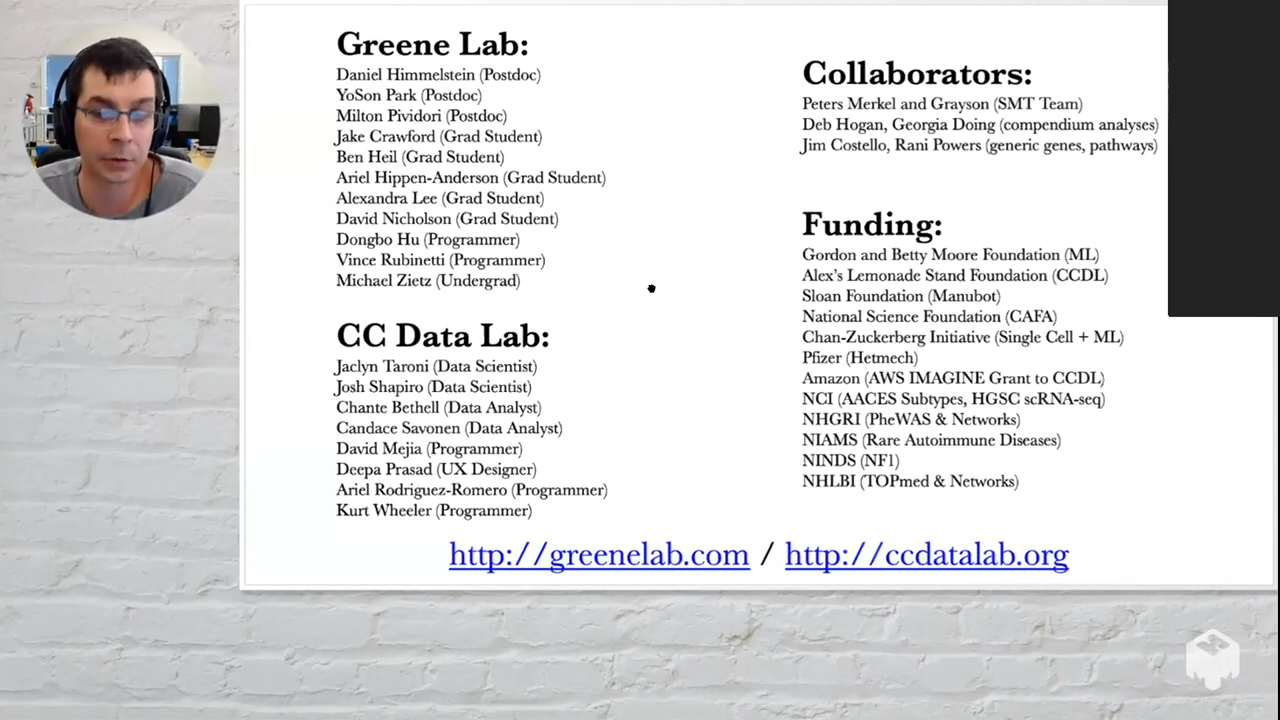 Greene Lab:
Daniel Himmelstein (Postdoc)
YoSon Park (Postdoc)
Milton Pividori (Postdoc)
Jake Crawford (Grad Student)
Ben Heil (Grad Student)
Ariel Hippen-Anderson (Grad Student)
Alexandra Lee (Grad Student)
David Nicholson (Grad Student)
Dongbo Hu (Programmer)
Vince Rubinetti (Programmer)
Michael Zietz (Undergrad)
CC Data Lab:
Jaclyn Taroni (Data Scientist)
Josh Shapiro (Data Scientist)
Chante Bethell (Data Analyst)
Candace Savonen (Data Analyst)
David Mejia (Programmer)
Deepa Prasad (UX Designer)
Ariel Rodriguez-Romero (Programmer)
Kurt Wheeler (Programmer)
Collaborators:
Peters Merkel and Grayson (SMT Team)
Deb Hogan, Georgia Doing (compendium analyses)
Jim Costello, Rani Powers (generic genes, pathways)
Funding:
Gordon and Betty Moore Foundation (ML)
Alex's Lemonade Stand Foundation (CCDL)
Sloan Foundation (Manubot)
National Science Foundation (CAFA)
Chan-Zuckerberg Initiative (Single Cell + ML)
Pfizer (Hetmech)
Amazon (AWS IMAGINE Grant to CCDL)
NCI (AACES Subtypes, HGSC scRNA-seq)
NHGRI (PheWAS & Networks)
NIAMS (Rare Autoimmune Diseases)
NINDS (NF1)
NHLBI (TOPmed & Networks)
http://greenelab.com / http://ccdatalab.org